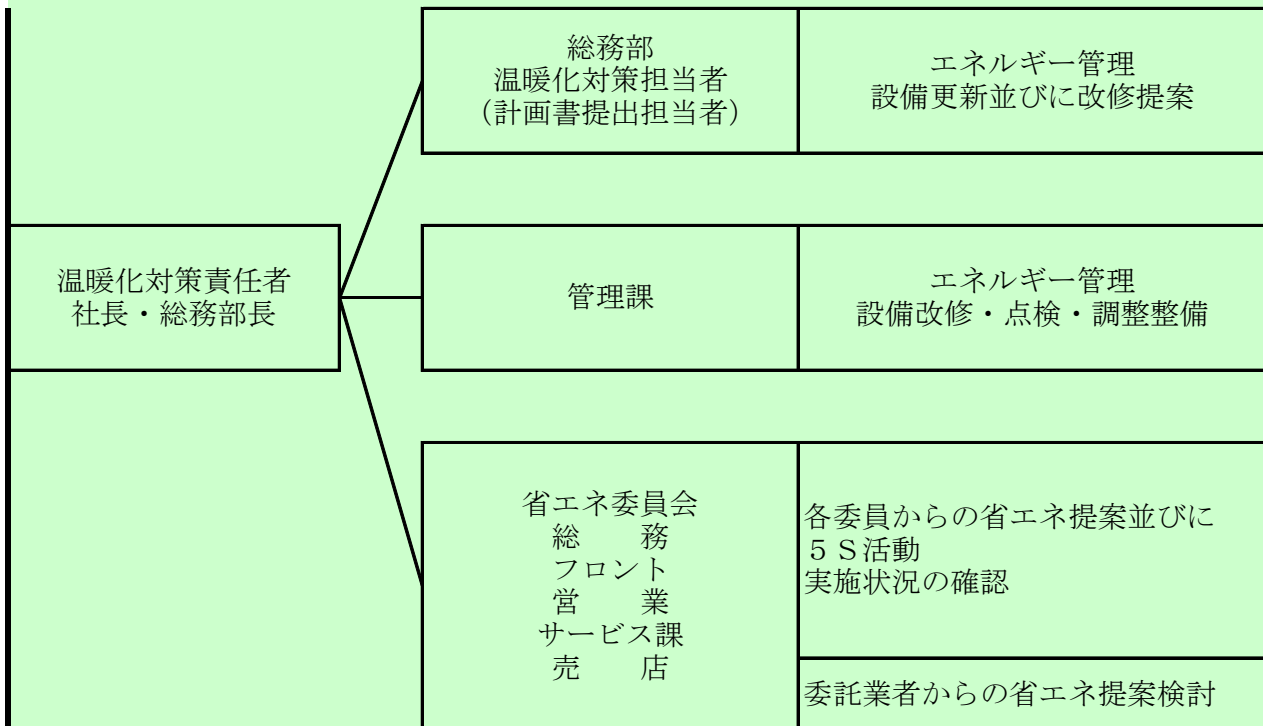 総務部
温暖化対策担当者
（計画書提出担当者）
エネルギー管理
設備更新並びに改修提案
温暖化対策責任者
社長・総務部長
管理課
エネルギー管理
設備改修・点検・調整整備
省エネ委員会
総　　務
フロント
営　　業
サービス課
売　　店
各委員からの省エネ提案並びに
５Ｓ活動
実施状況の確認
委託業者からの省エネ提案検討